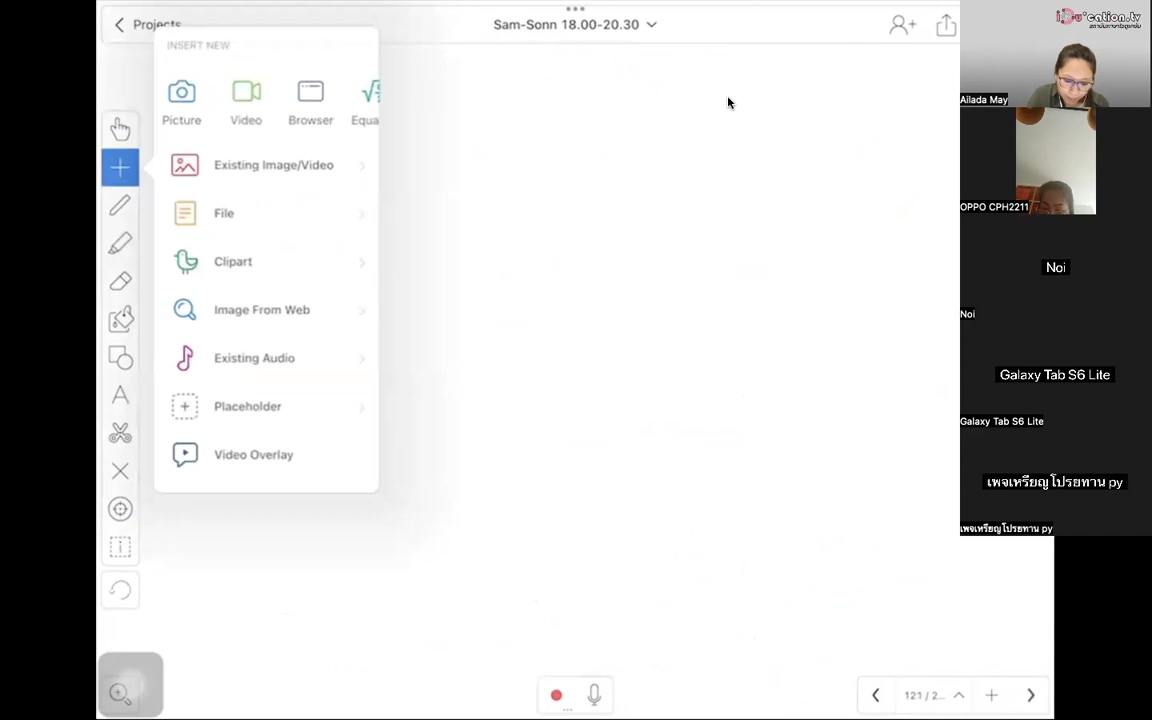 Projects
Sam-Sonn 18.00-20.30
INSERT NEW
Picture
Video
Browser
Equa
Existing Image/Video
File
Clipart
Image From Web
Existing Audio
Placeholder
Video Overlay
A
121 / 2...
Ailada May
OPPO CPH2211
Noi
Noi
Galaxy Tab S6 Lite
Galaxy Tab S6 Lite
เพจเหรียญโปรยทาน py
เพจเหรียญโปรยทาน py